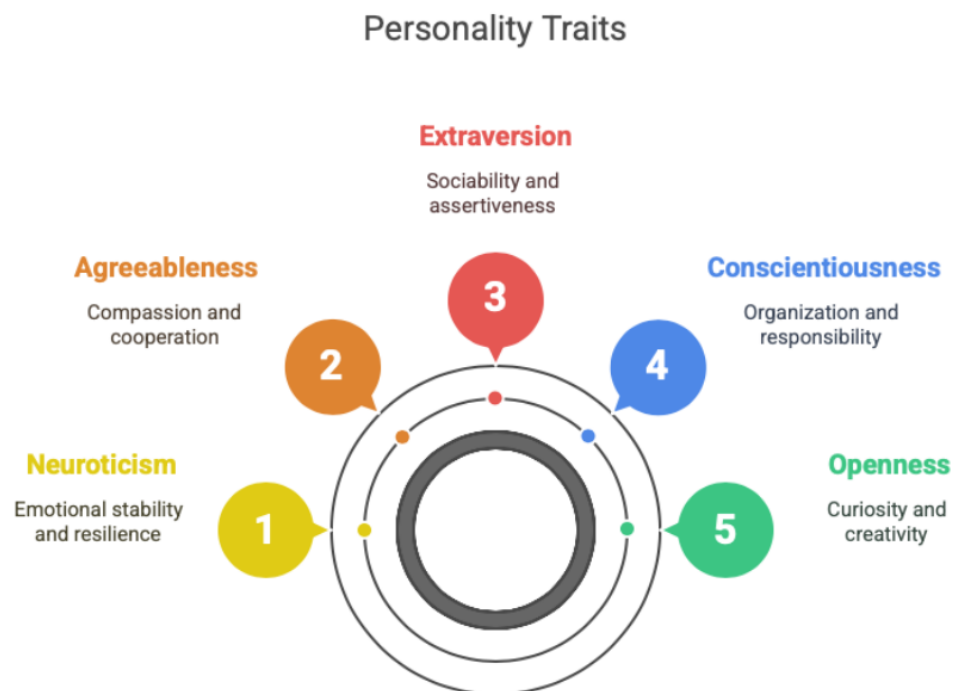 Personality Traits
Extraversion
Sociability and
assertiveness
3
Agreeableness
Compassion and
cooperation
2
Conscientiousness
Organization and
responsibility
4
Neuroticism
Emotional stability
and resilience
1
Openness
Curiosity and
creativity
5